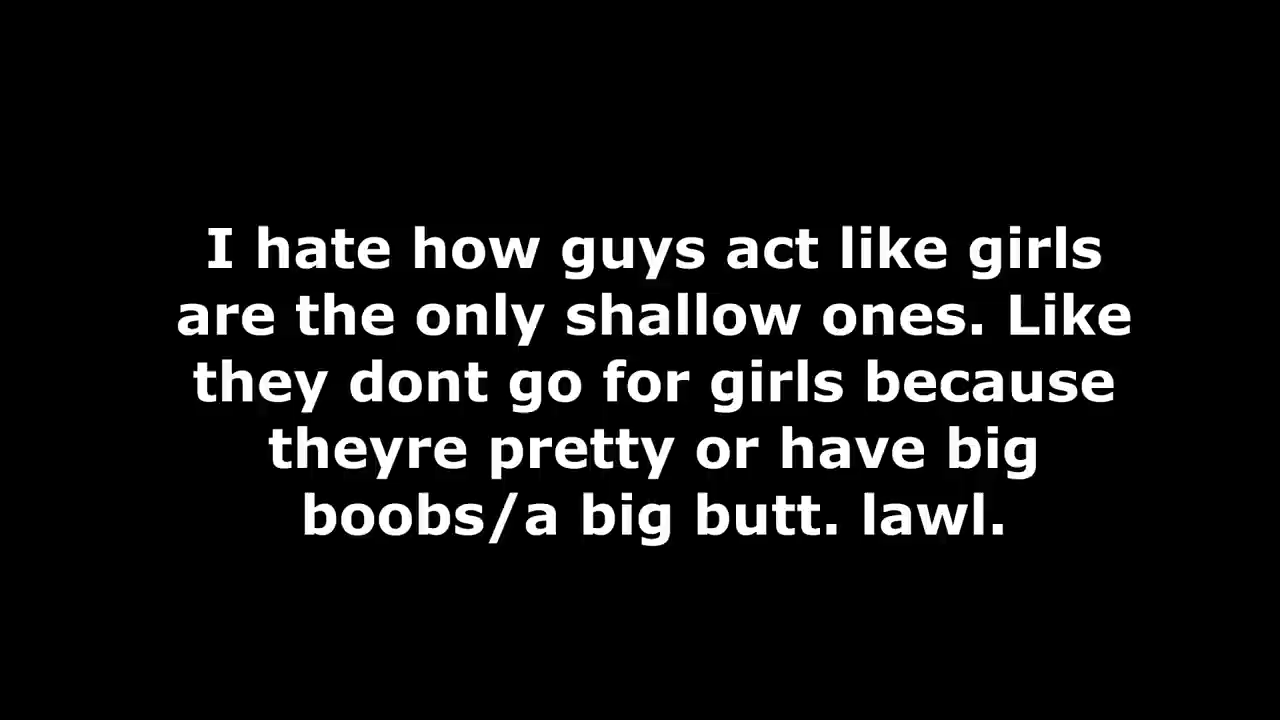 I hate how guys act like girls
are the only shallow ones. Like
they dont go for girls because
theyre pretty or have big
boobs/a big butt. lawl.